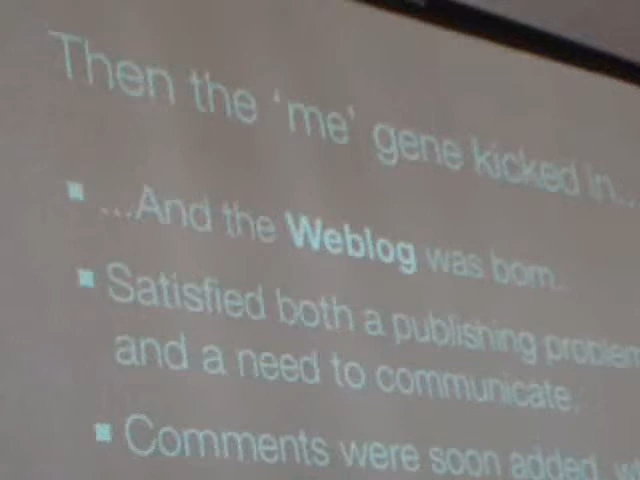 Then the 'me' gene kicked in...
...And the Weblog was born.
Satisfied both a publishing problem
and a need to communicate.
Comments were soon added,